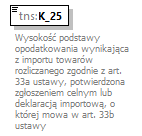 tns:K_25
Wysokość podstawy
opodatkowania wynikająca
z importu towarów
rozliczanego zgodnie z art.
33a ustawy, potwierdzona
zgłoszeniem celnym lub
deklaracją importową, o
której mowa w art. 33b
ustawy